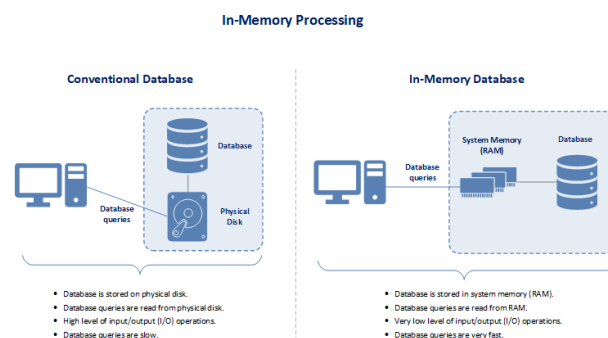 In-Memory Processing
Conventional Database
Database
Database
queries
Physical
Disk
• Database is stored on physical disk.
• Database queries are read from physical disk.
• High level of input/output (I/O) operations.
• Database queries are slow.
In-Memory Database
System Memory
(RAM)
Database
Database
queries
• Database is stored in system memory (RAM).
• Database queries are read from RAM.
• Very low level of input/output (I/O) operations.
• Database queries are very fast.